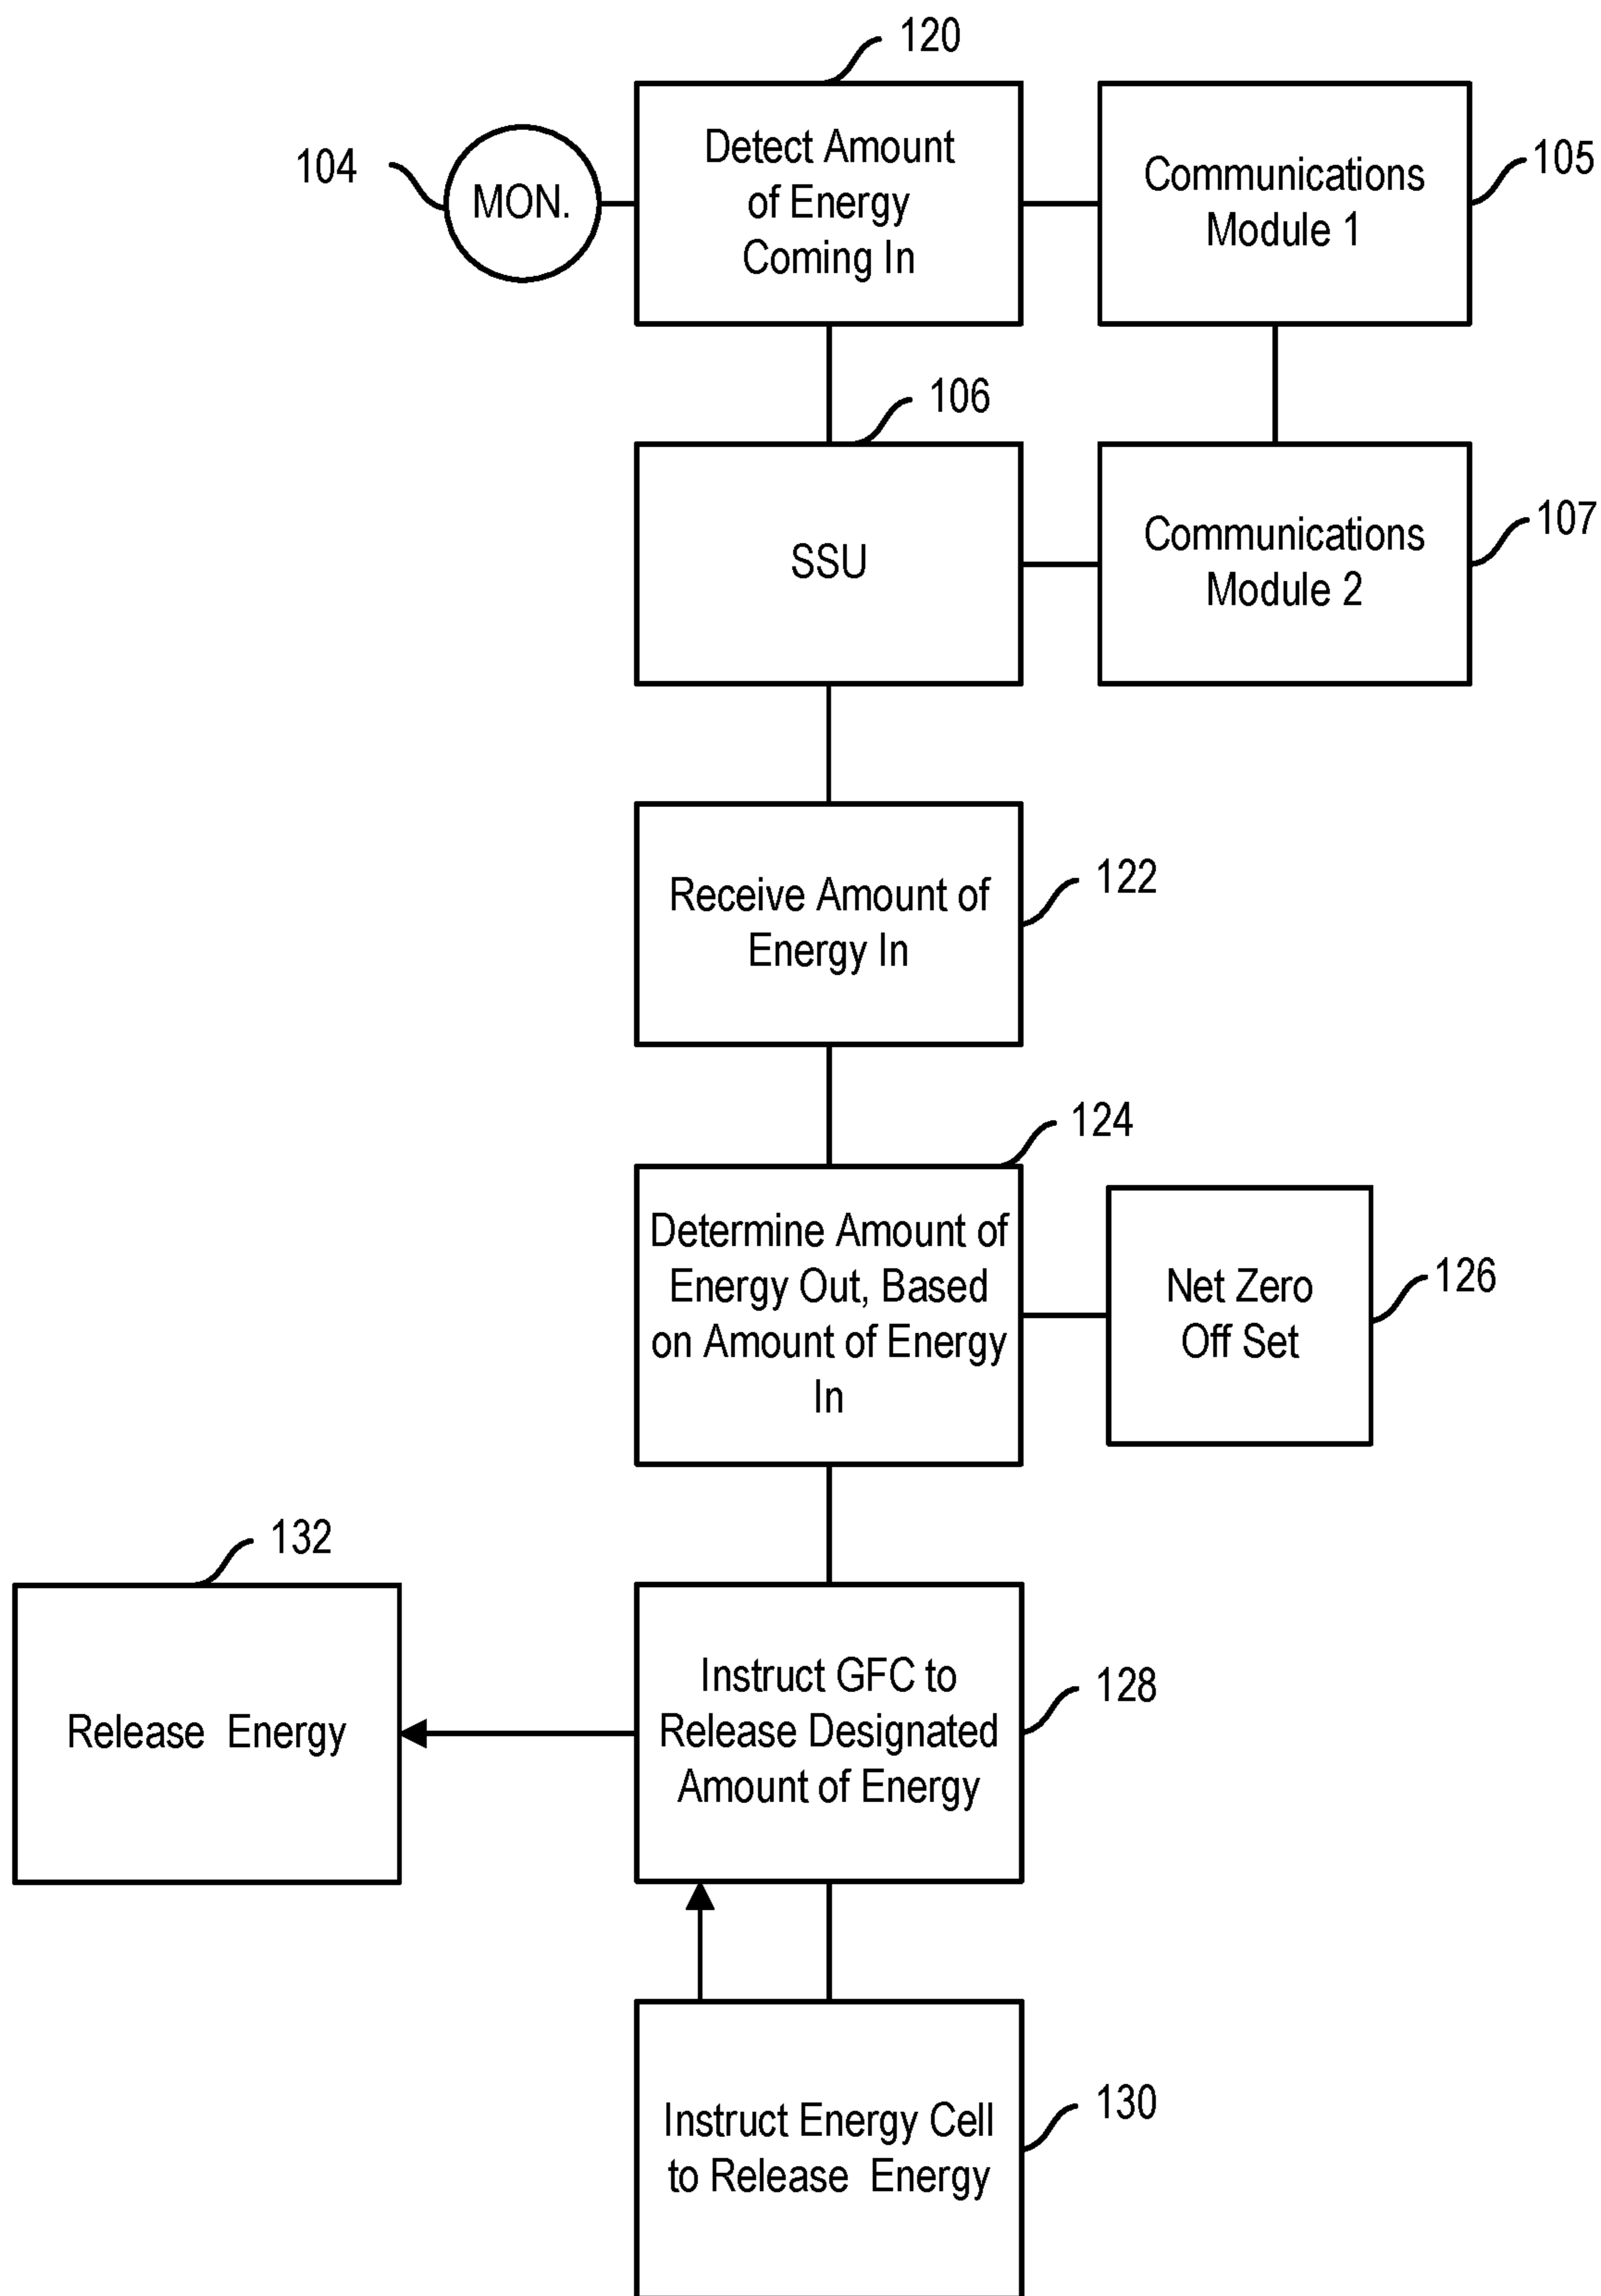 120
104
MON.
Detect Amount
of Energy
Coming In
Communications
Module 1
105
106
SSU
Communications
Module 2
107
Receive Amount of
Energy In
122
124
Determine Amount of
Energy Out, Based
on Amount of Energy
In
Net Zero
Off Set
126
132
Release Energy
Instruct GFC to
Release Designated
Amount of Energy
128
Instruct Energy Cell
to Release Energy
130